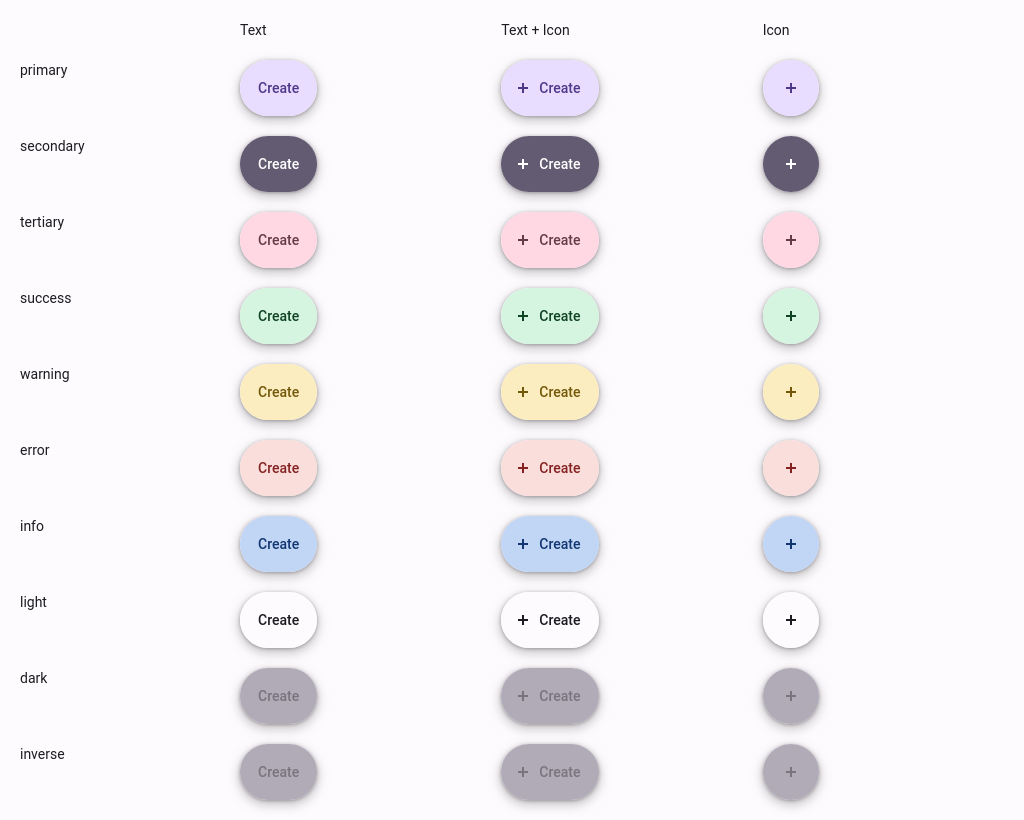 Text Text + Icon Icon
primary Create + Create +
secondary Create + Create +
tertiary Create + Create +
success Create + Create +
warning Create + Create +
error Create + Create +
info Create + Create +
light Create + Create +
dark Create + Create +
inverse Create + Create +